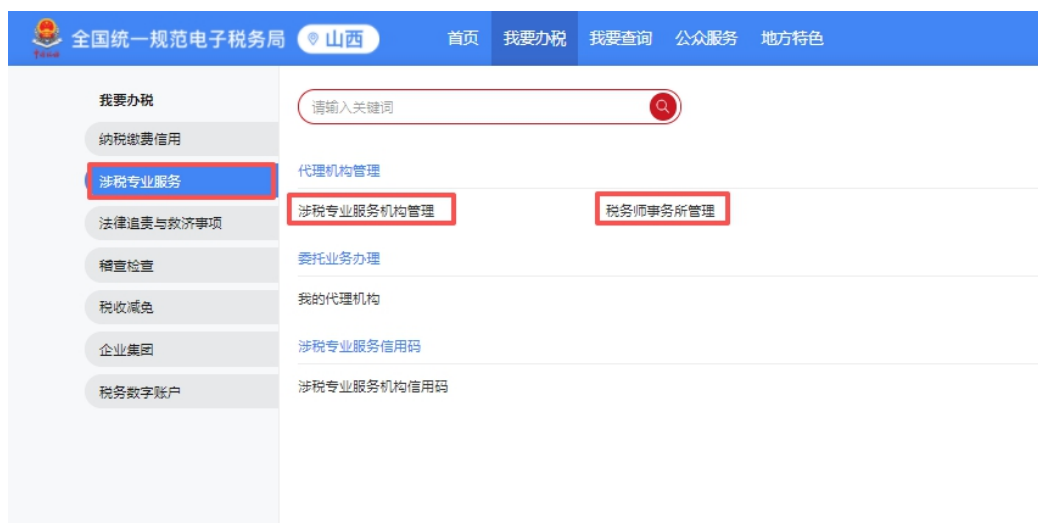 全国统一规范电子税务局 山西 首页 我要办税 我要查询 公众服务 地方特色
我要办税
请输入关键词
纳税缴费信用
涉税专业服务
法律追责与救济事项
稽查检查
税收减免
企业集团
税务数字账户
代理机构管理
涉税专业服务机构管理 税务师事务所管理
委托业务办理
我的代理机构
涉税专业服务信用码
涉税专业服务机构信用码